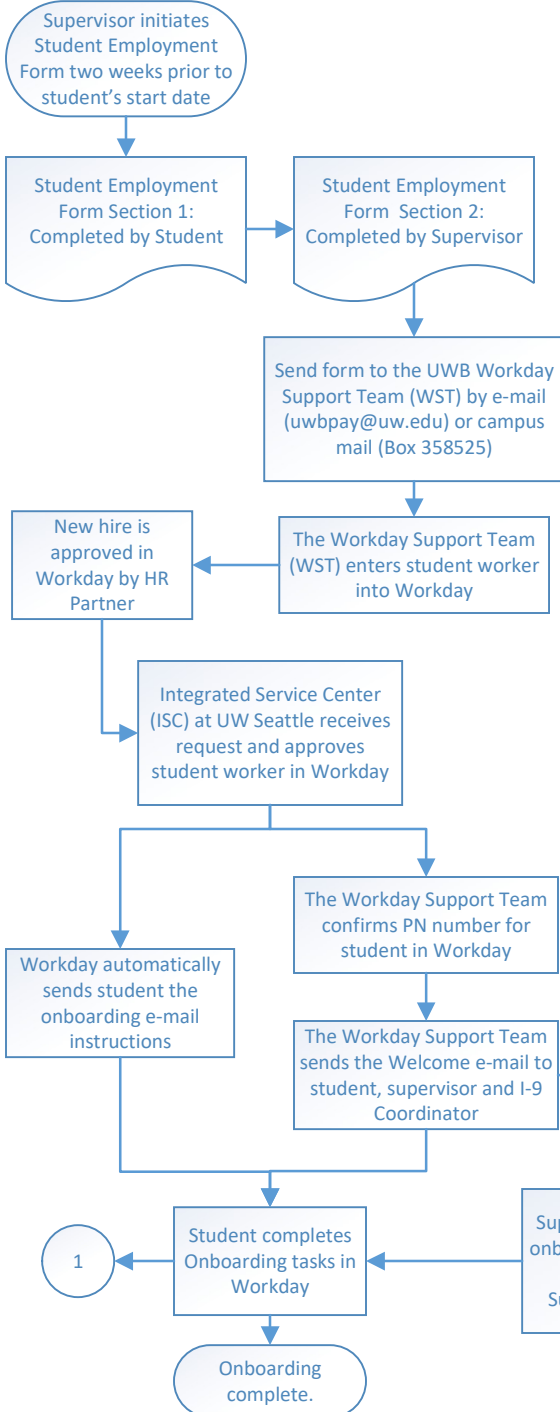 Supervisor initiates
Student Employment
Form two weeks prior to
student's start date
Student Employment
Form Section 1:
Completed by Student
Student Employment
Form  Section 2:
Completed by Supervisor
Send form to the UWB Workday
Support Team (WST) by e-mail
(uwbpay@uw.edu) or campus
mail (Box 358525)
The Workday Support Team
(WST) enters student worker
into Workday
New hire is
approved in
Workday by HR
Partner
Integrated Service Center
(ISC) at UW Seattle receives
request and approves
student worker in Workday
The Workday Support Team
confirms PN number for
student in Workday
Workday automatically
sends student the
onboarding e-mail
instructions
The Workday Support Team
sends the Welcome e-mail to
student, supervisor and I-9
Coordinator
Student completes
Onboarding tasks in
Workday
1
Onboarding
complete.